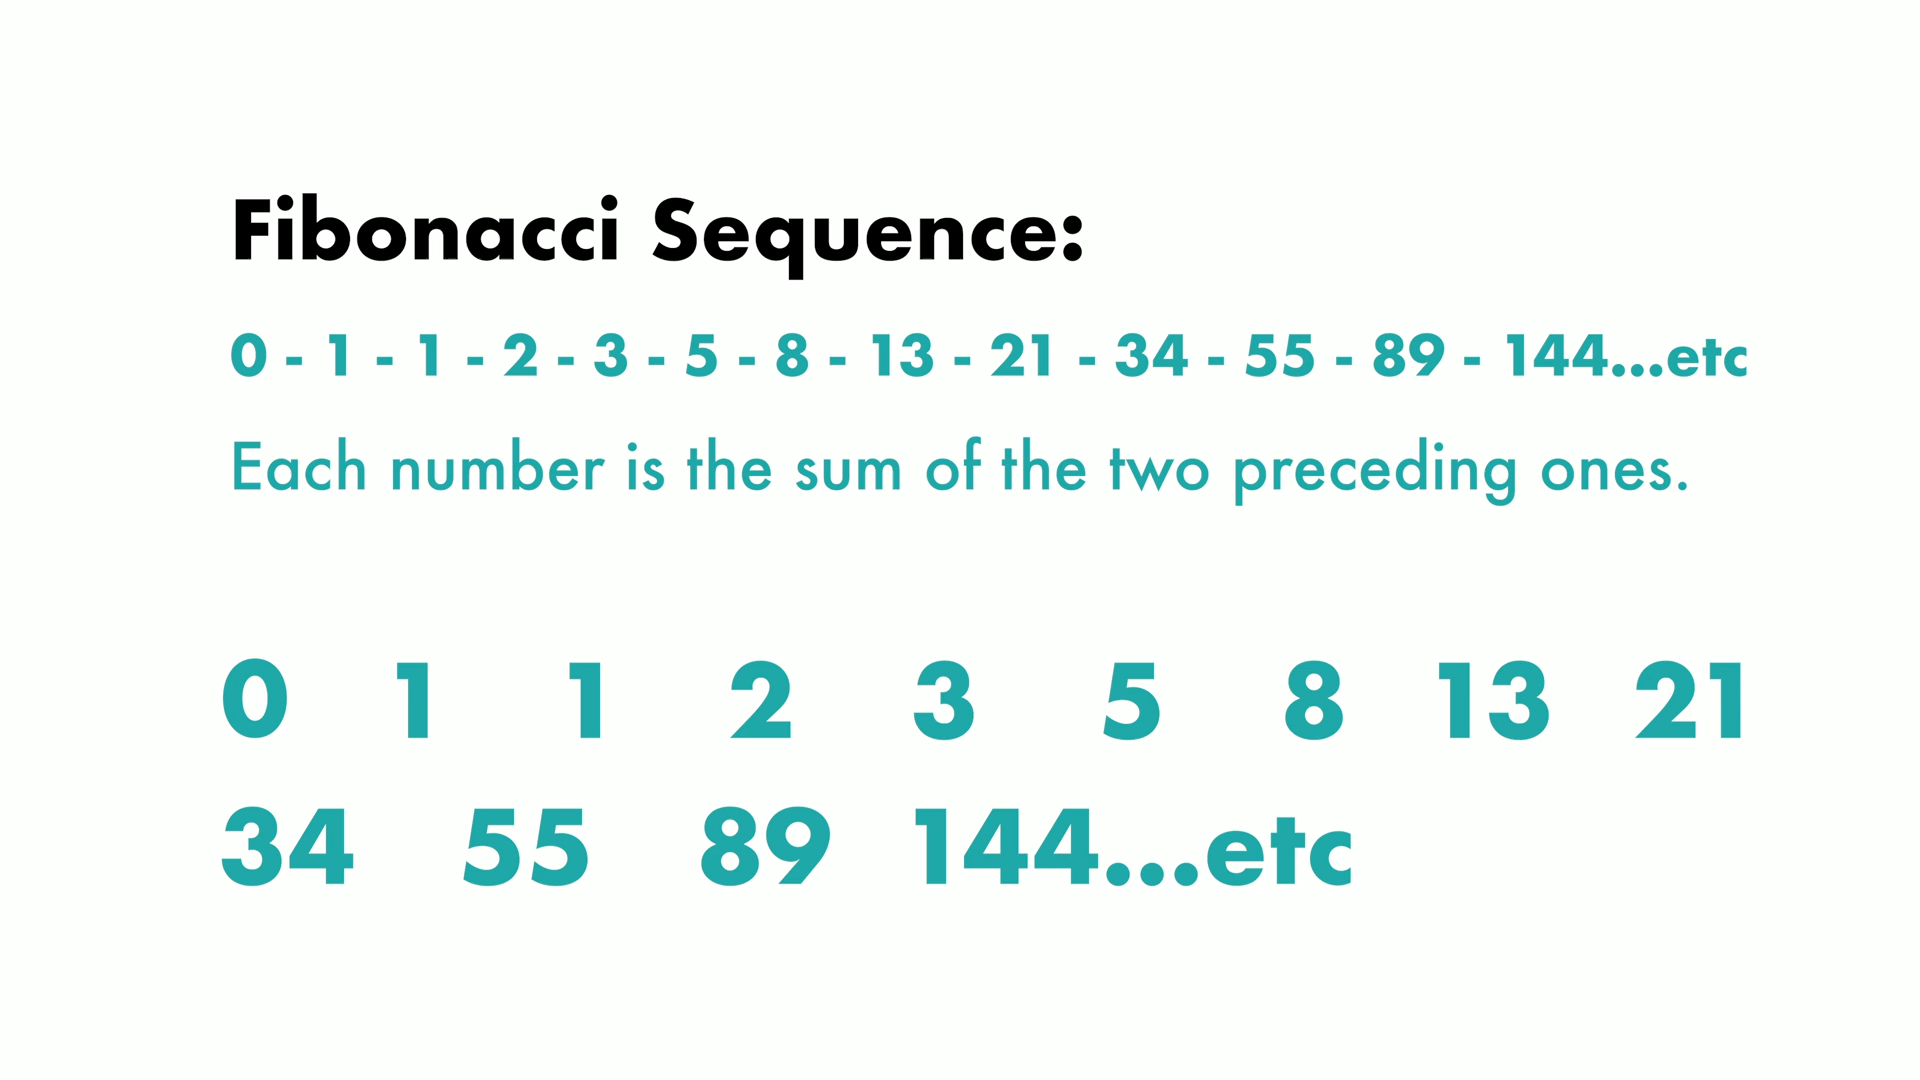 Fibonacci Sequence:
0 - 1 - 1 - 2 - 3 - 5 - 8 - 13 - 21 - 34 - 55 - 89 - 144...etc
Each number is the sum of the two preceding ones.
0 1 1 2 3 5 8 13 21
34 55 89 144...etc